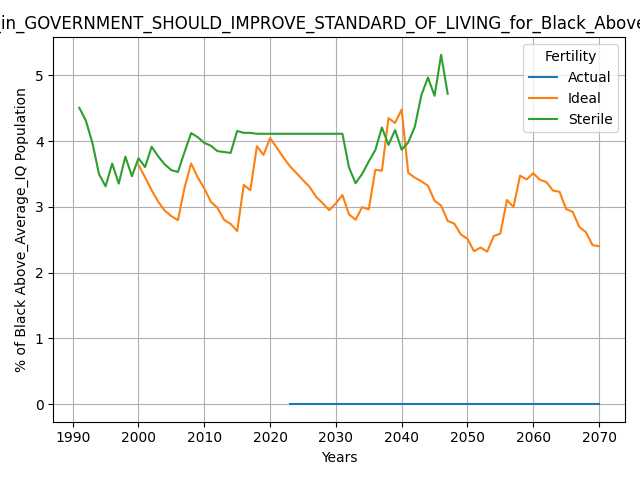 _in_GOVERNMENT_SHOULD_IMPROVE_STANDARD_OF_LIVING_for_Black_Above
Fertility
Actual
Ideal
Sterile
% of Black Above_Average_IQ Population
5
4
3
2
1
0
1990 2000 2010 2020 2030 2040 2050 2060 2070
Years